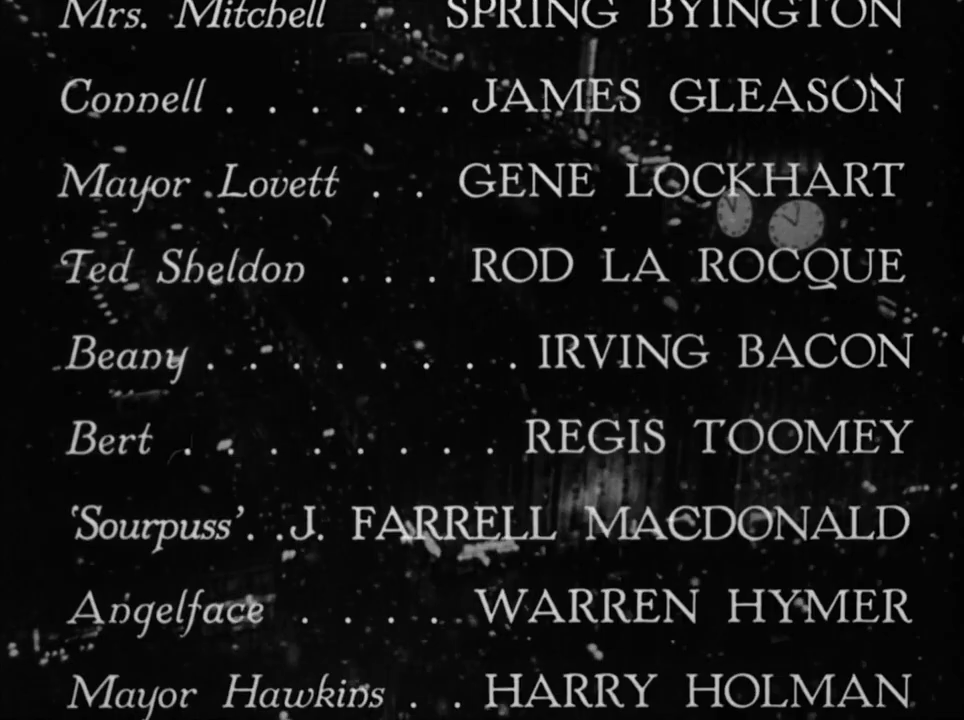 Mrs. Mitchell . . SPRING BYINGTON
Connell . . . . . . JAMES GLEASON
Mayor Lovett . . GENE LOCKHART
Ted Sheldon . . . ROD LA ROCQUE
Beany . . . . . . . . IRVING BACON
Bert . . . . . . . . REGIS TOOMEY
'Sourpuss' . . J. FARRELL MACDONALD
Angelface . . . . . WARREN HYMER
Mayor Hawkins . . HARRY HOLMAN